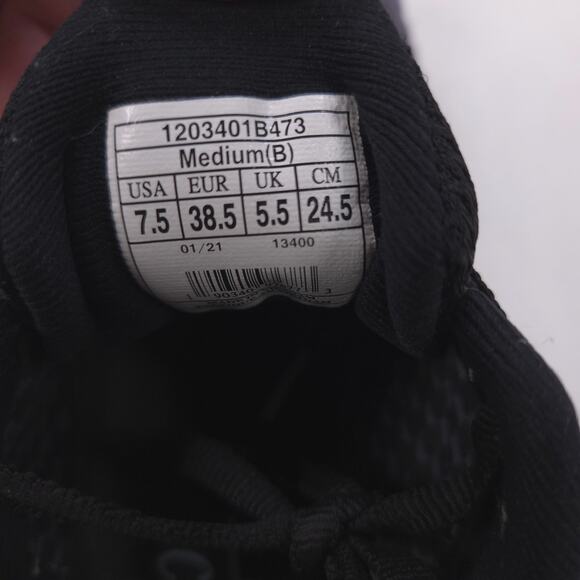 1203401B473
Medium(B)
USA EUR UK CM
7.5 38.5 5.5 24.5
01/21 13400